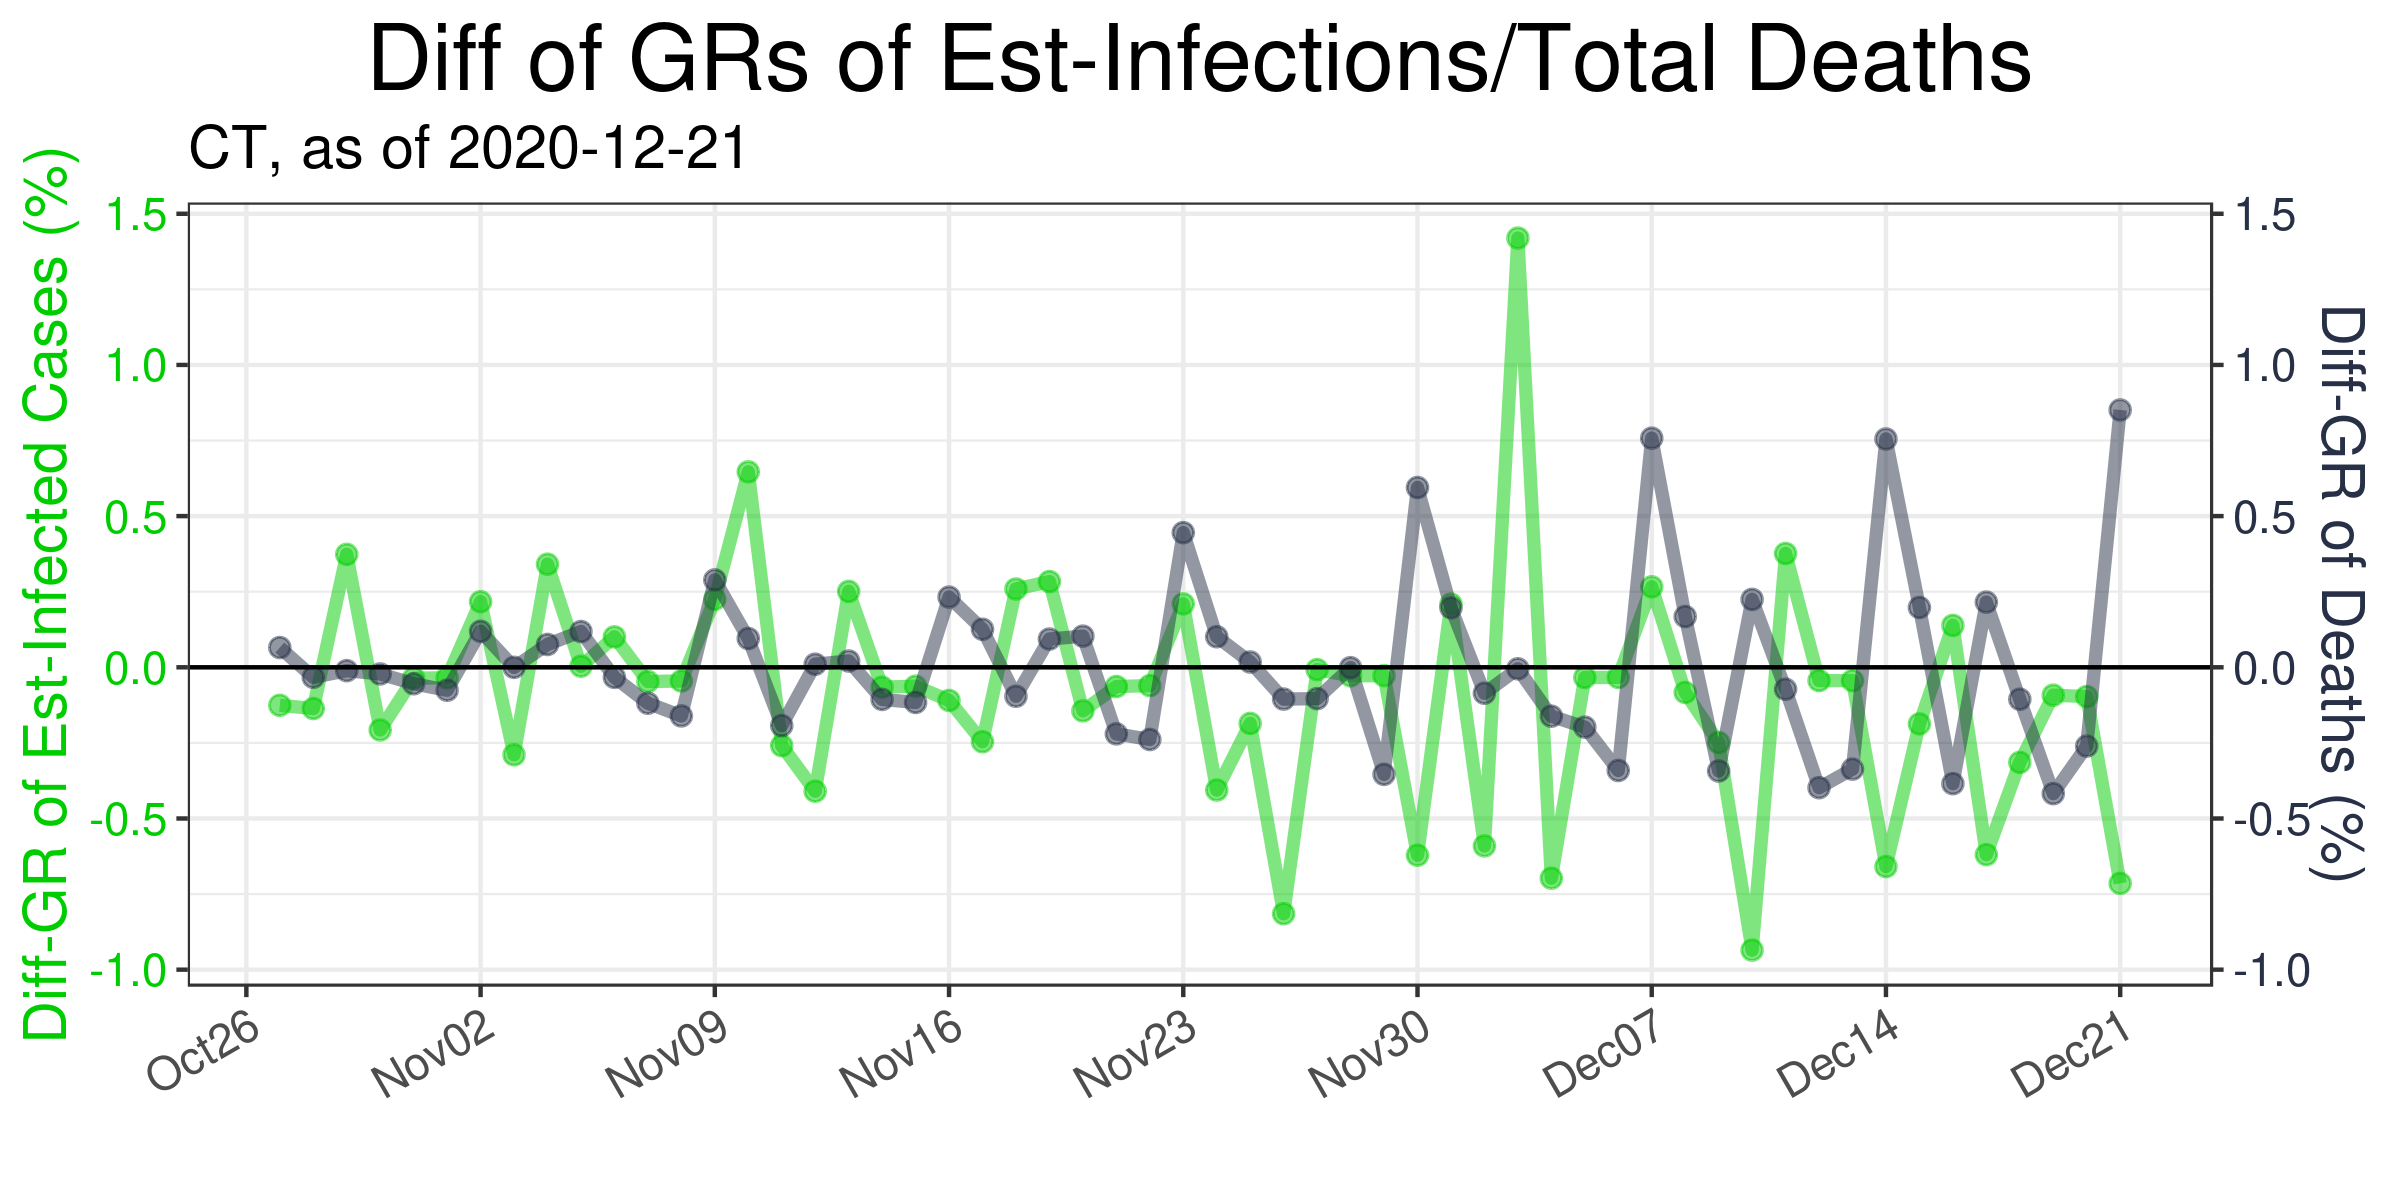 Diff of GRs of Est-Infections/Total Deaths
CT, as of 2020-12-21
Diff-GR of Est-Infected Cases (%)
1.5
1.0
0.5
0.0
-0.5
-1.0
1.5
1.0
0.5
0.0
-0.5
-1.0
Diff-GR of Deaths (%)
Oct26
Nov02
Nov09
Nov16
Nov23
Nov30
Dec07
Dec14
Dec21